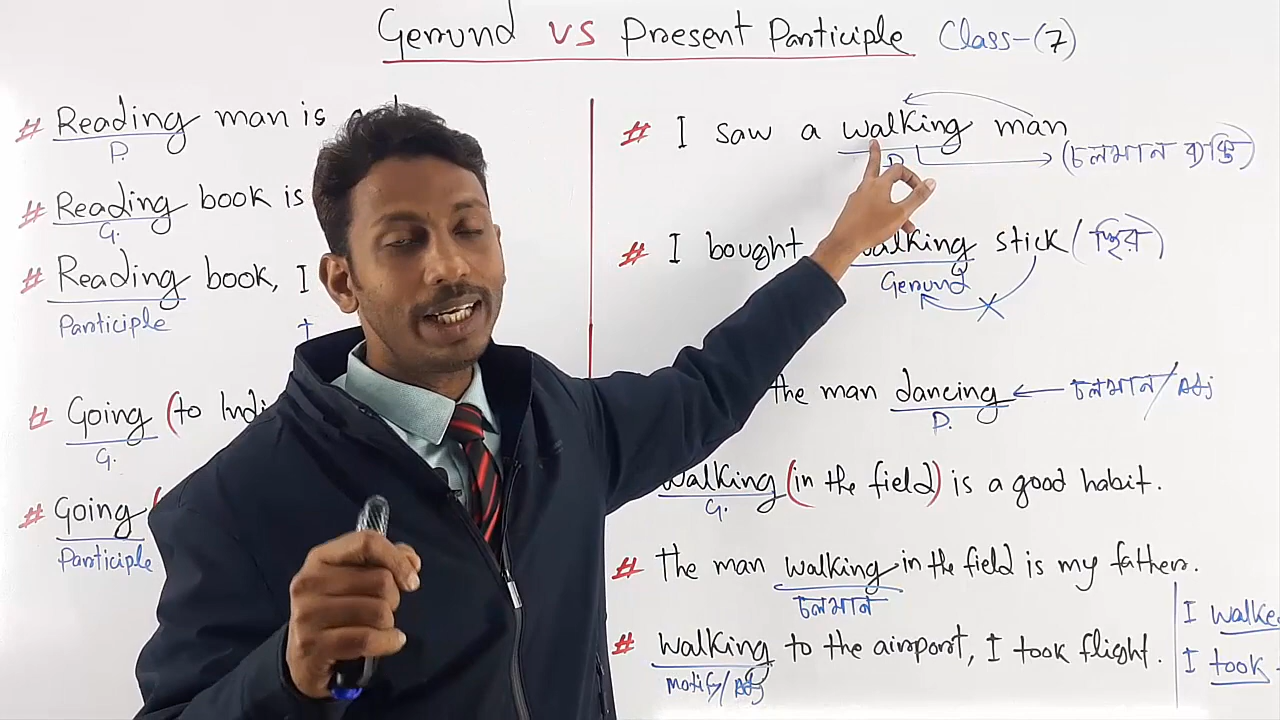 Gerund vs Present Participle Class-(7)
# Reading man is
P.
# Reading book is
G.
# Reading book, I
Participle
# Going (to Indi
G.
# Going (
Participle
# I saw a walking man
P. (চলমান ব্যক্তি)
# I bought walking stick (স্থির)
Gerund
the man dancing চলমান/Adj
P.
Walking (in the field) is a good habit.
G.
# The man walking in the field is my father.
চলমান
# Walking to the airport, I took flight.
Modify/Adj
I walke
I took